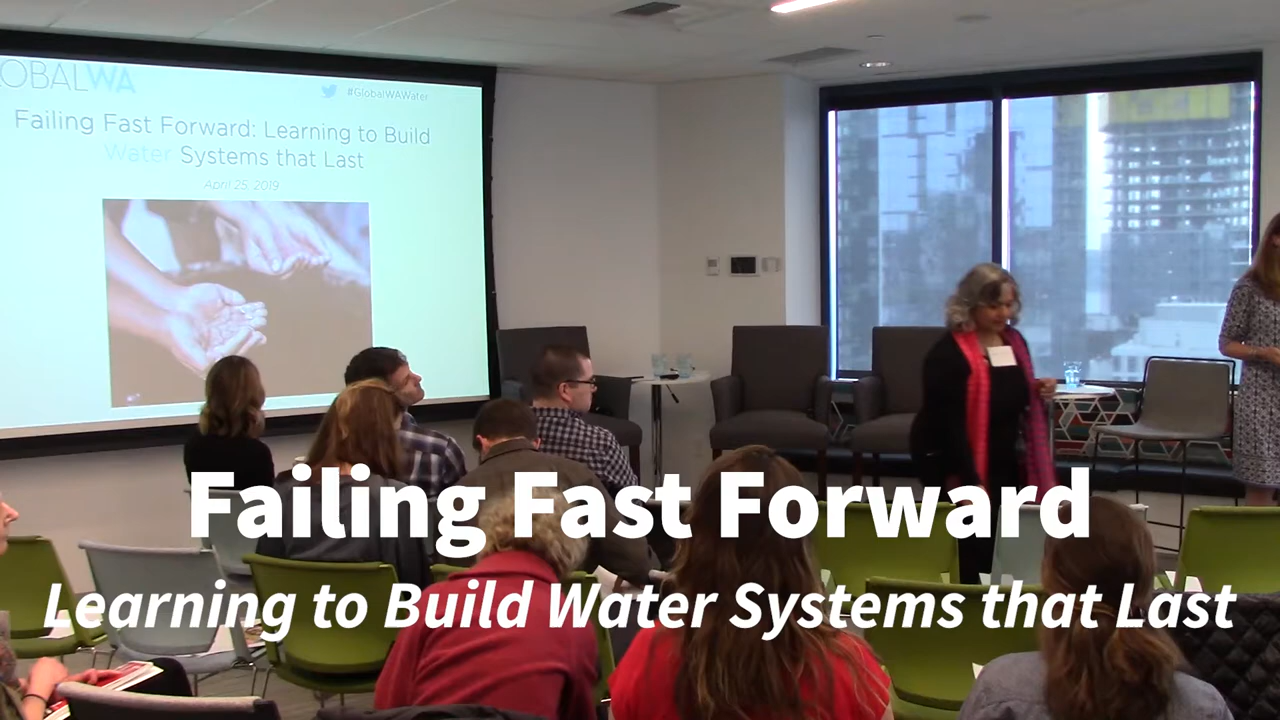 OBALWA
#GlobalWAWater
Failing Fast Forward: Learning to Build
Water Systems that Last
April 25, 2019
Failing Fast Forward
Learning to Build Water Systems that Last